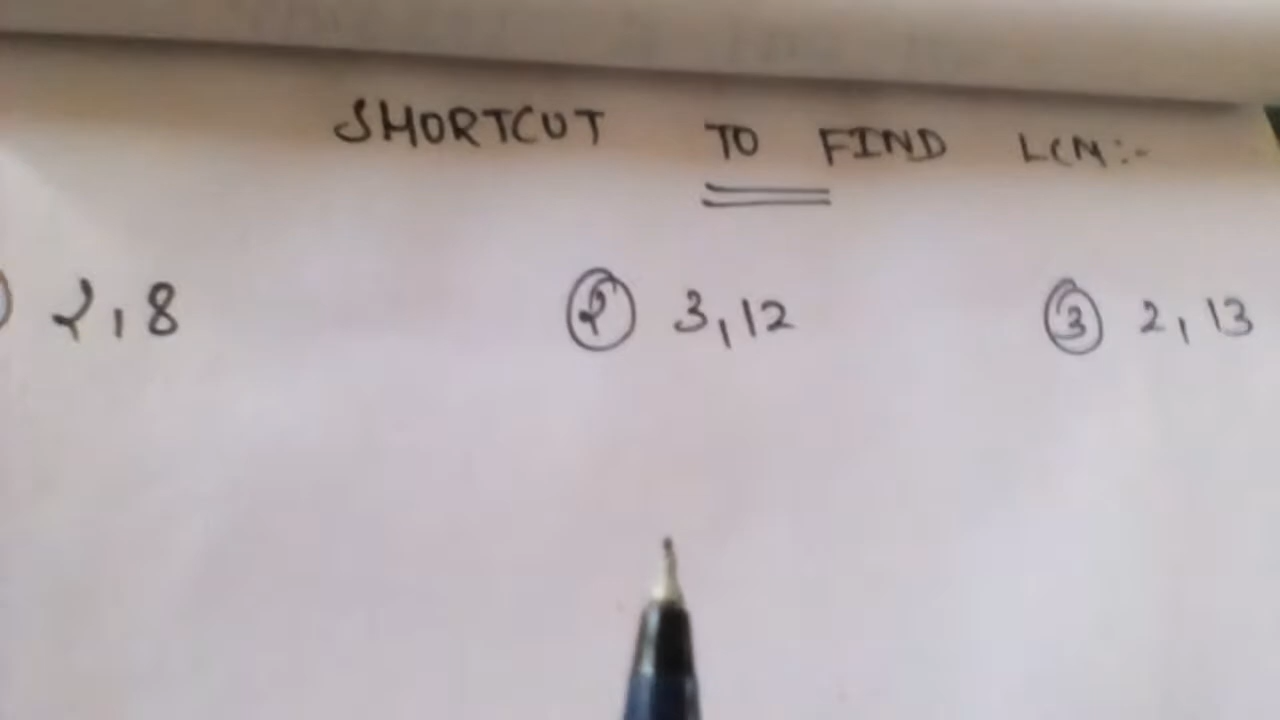 SHORTCUT TO FIND LCM:-
2,8 ② 3,12 ③ 2,13